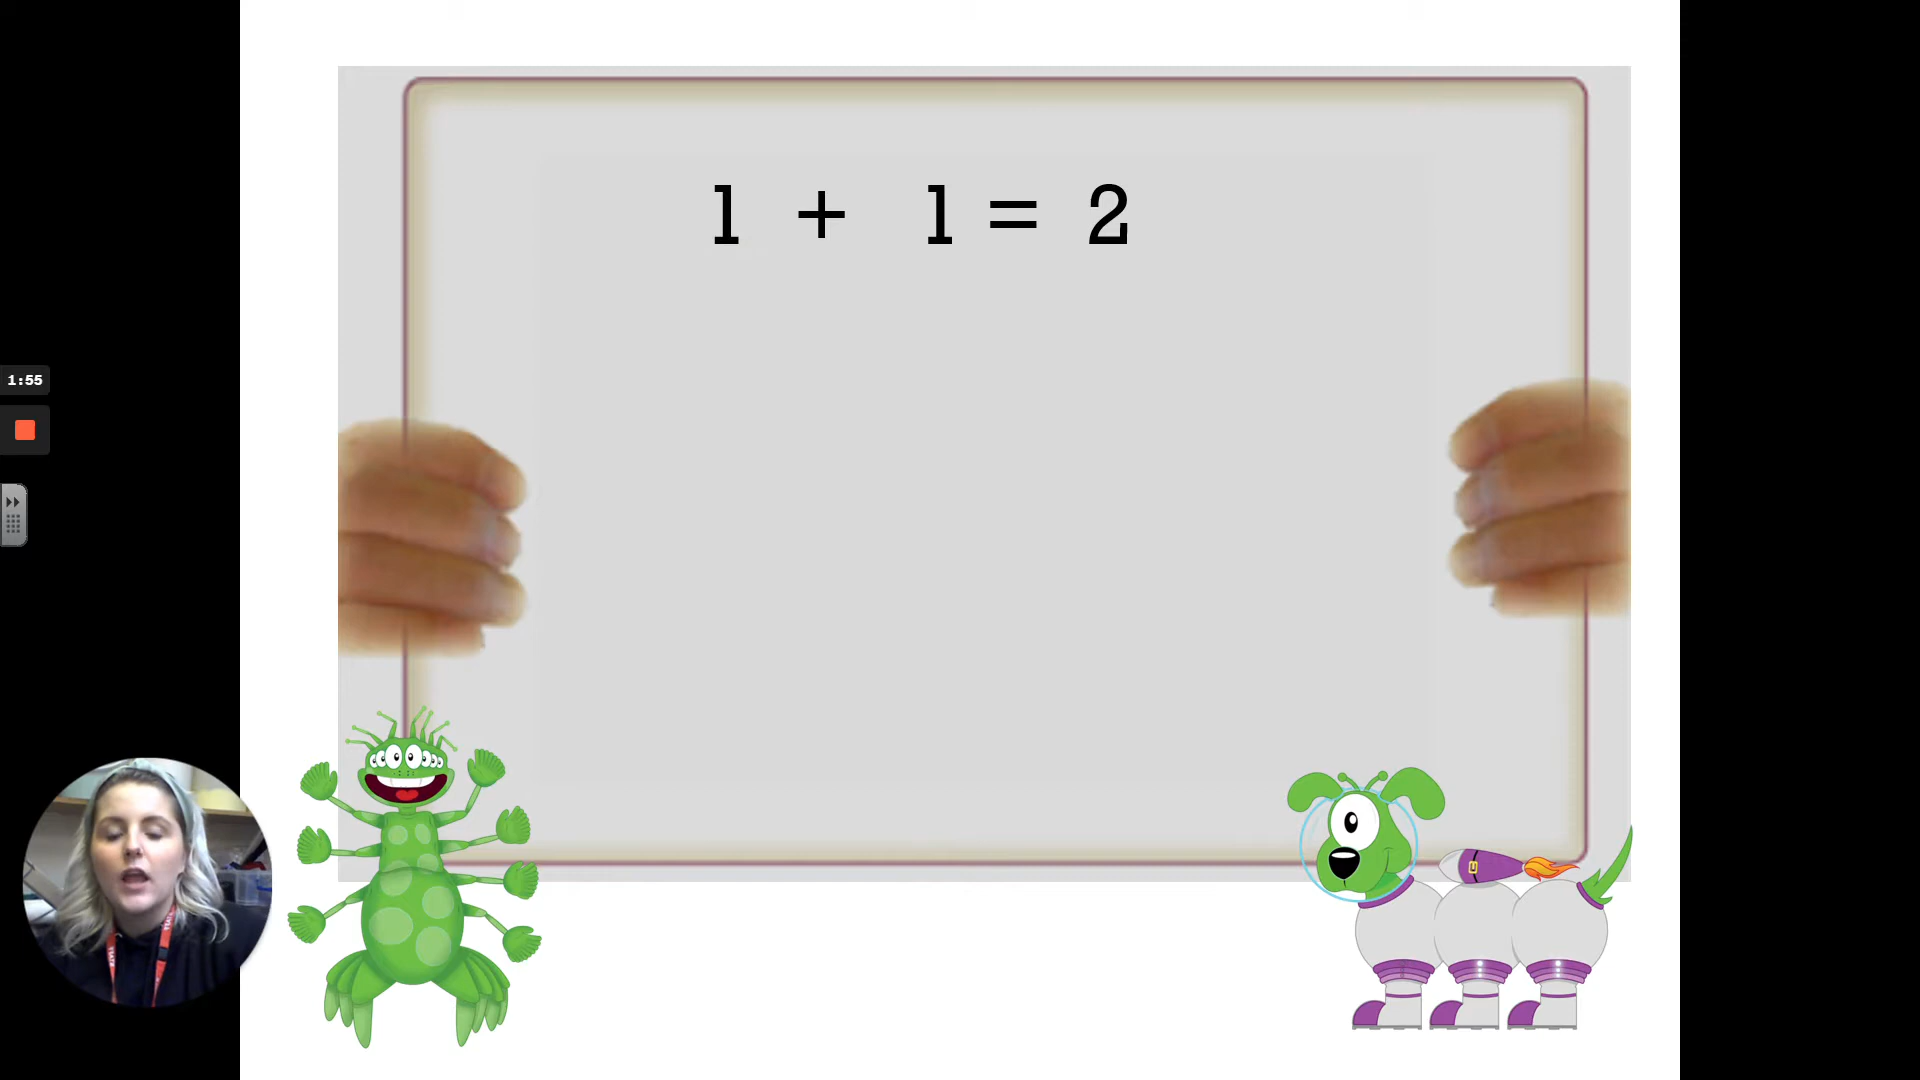 1 + 1 = 2
1:55